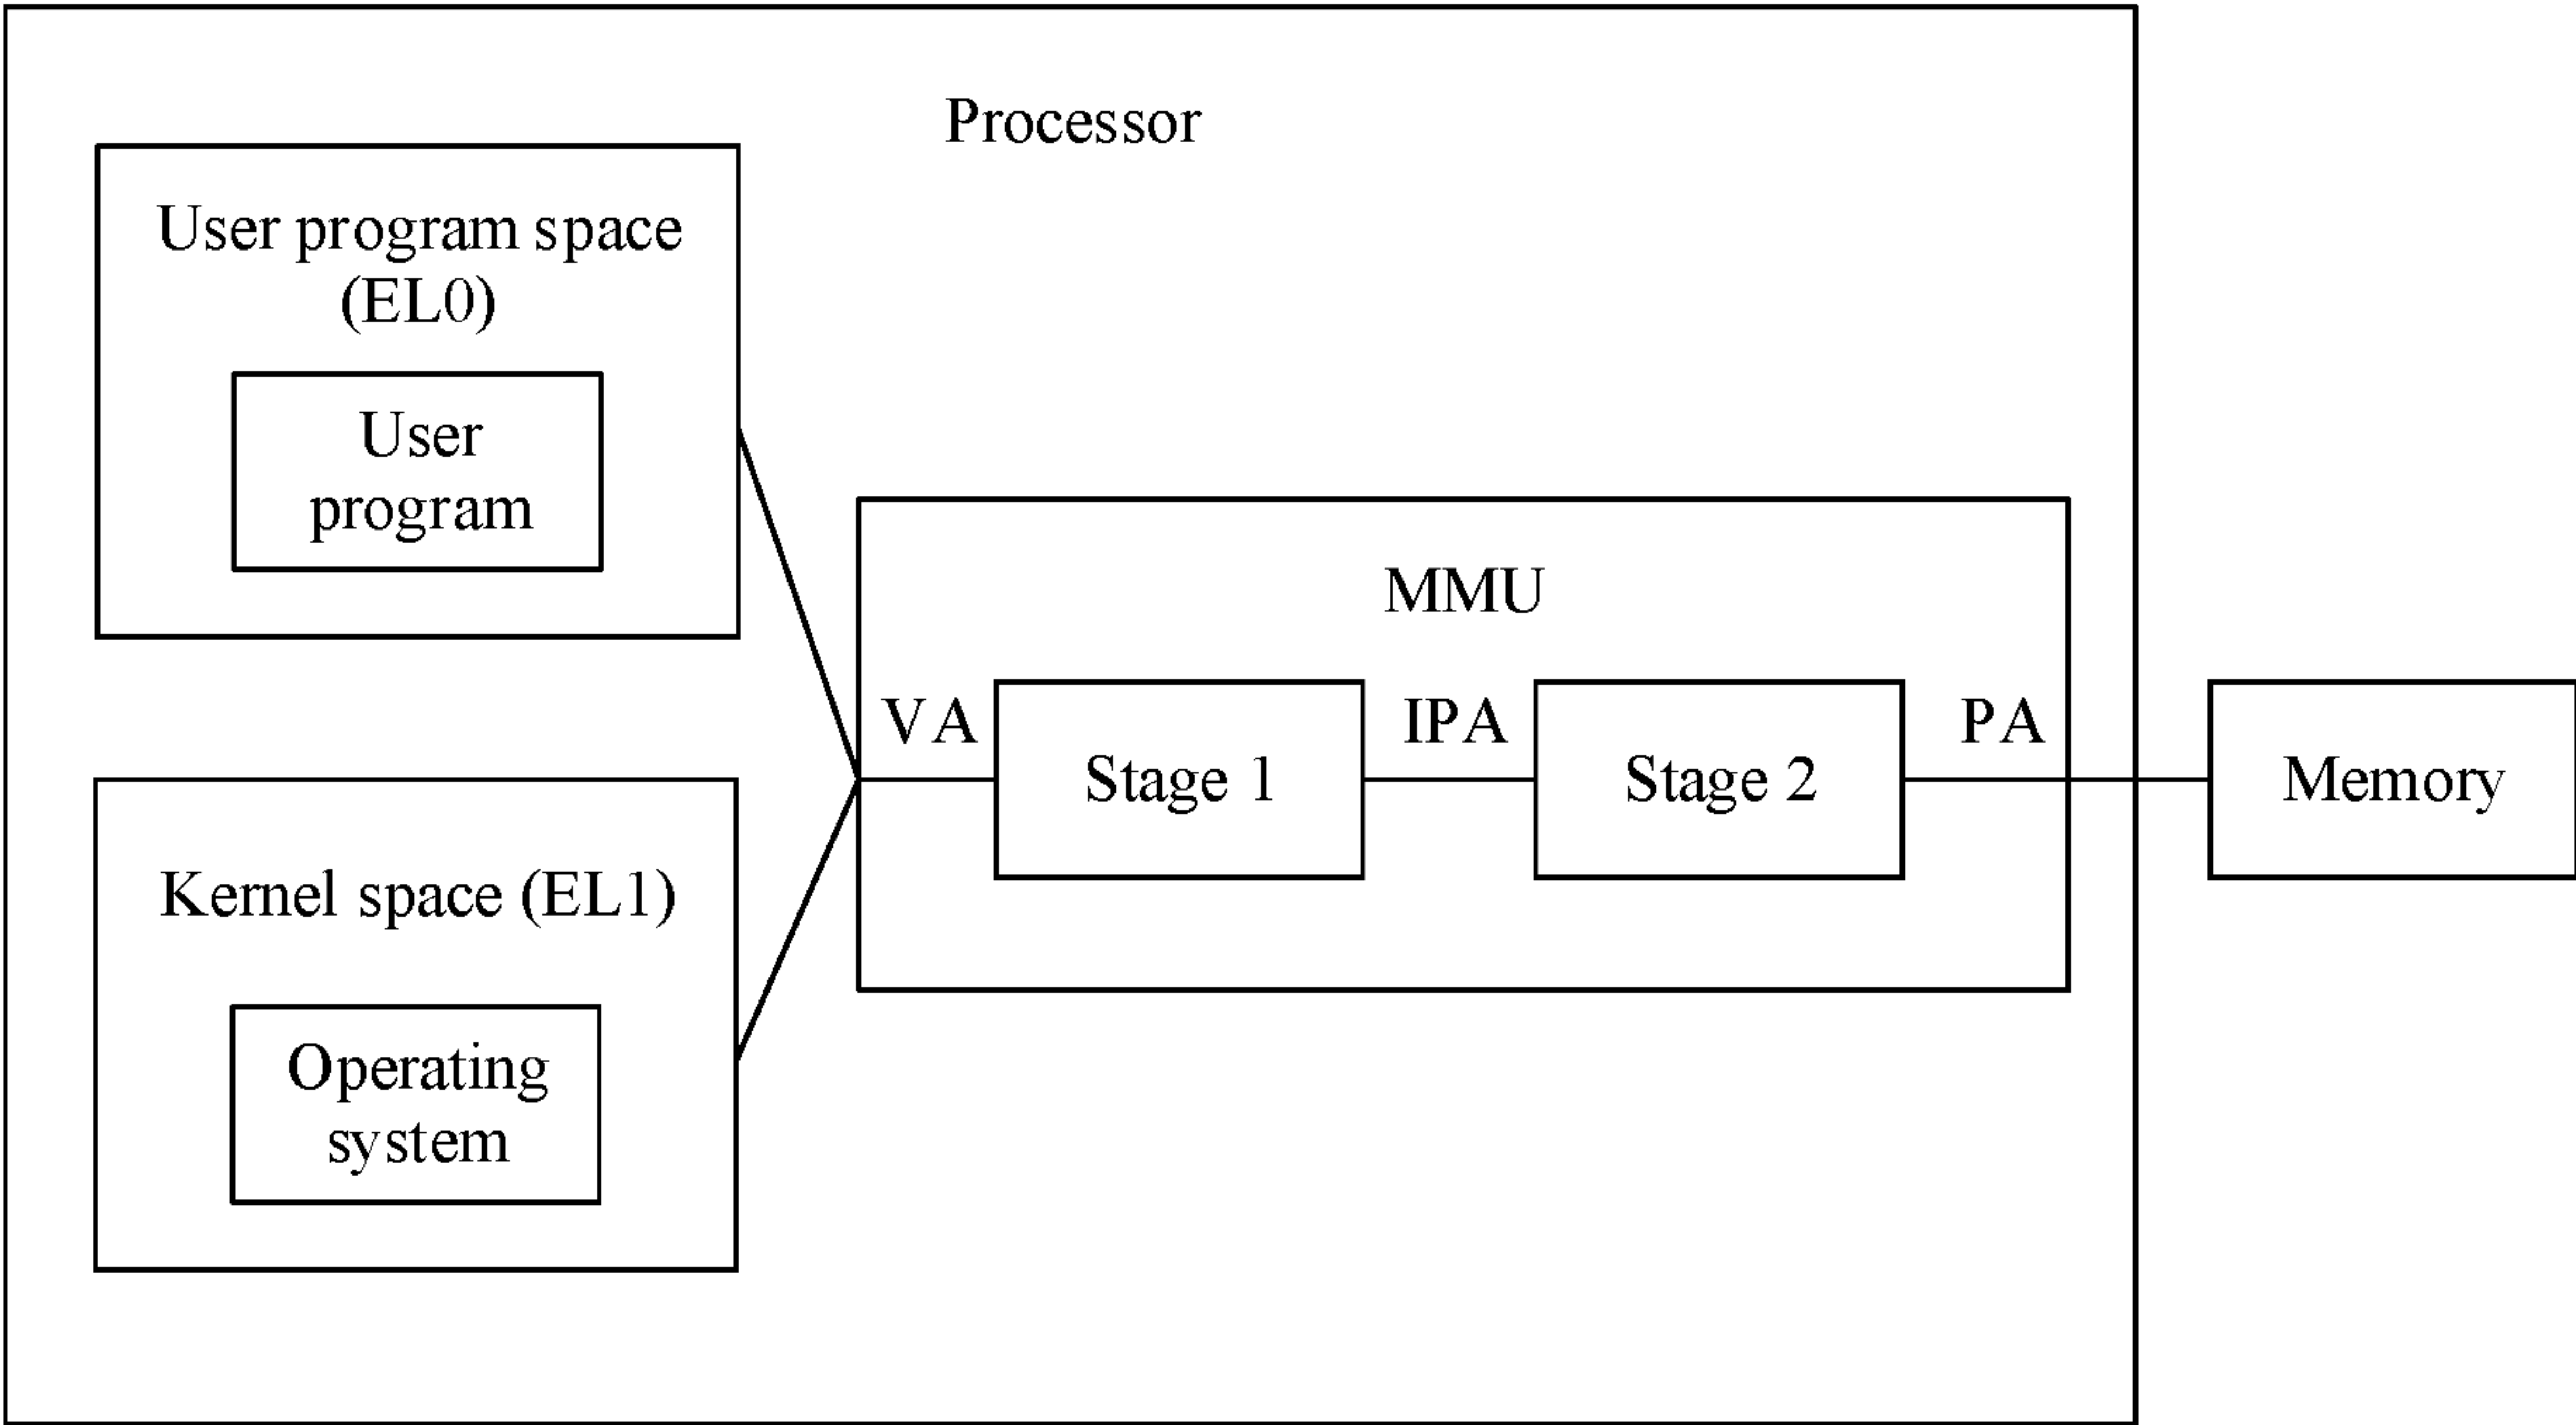 Processor
User program space
(EL0)
User
program
MMU
VA
IPA
PA
Stage 1
Stage 2
Memory
Kernel space (EL1)
Operating
system